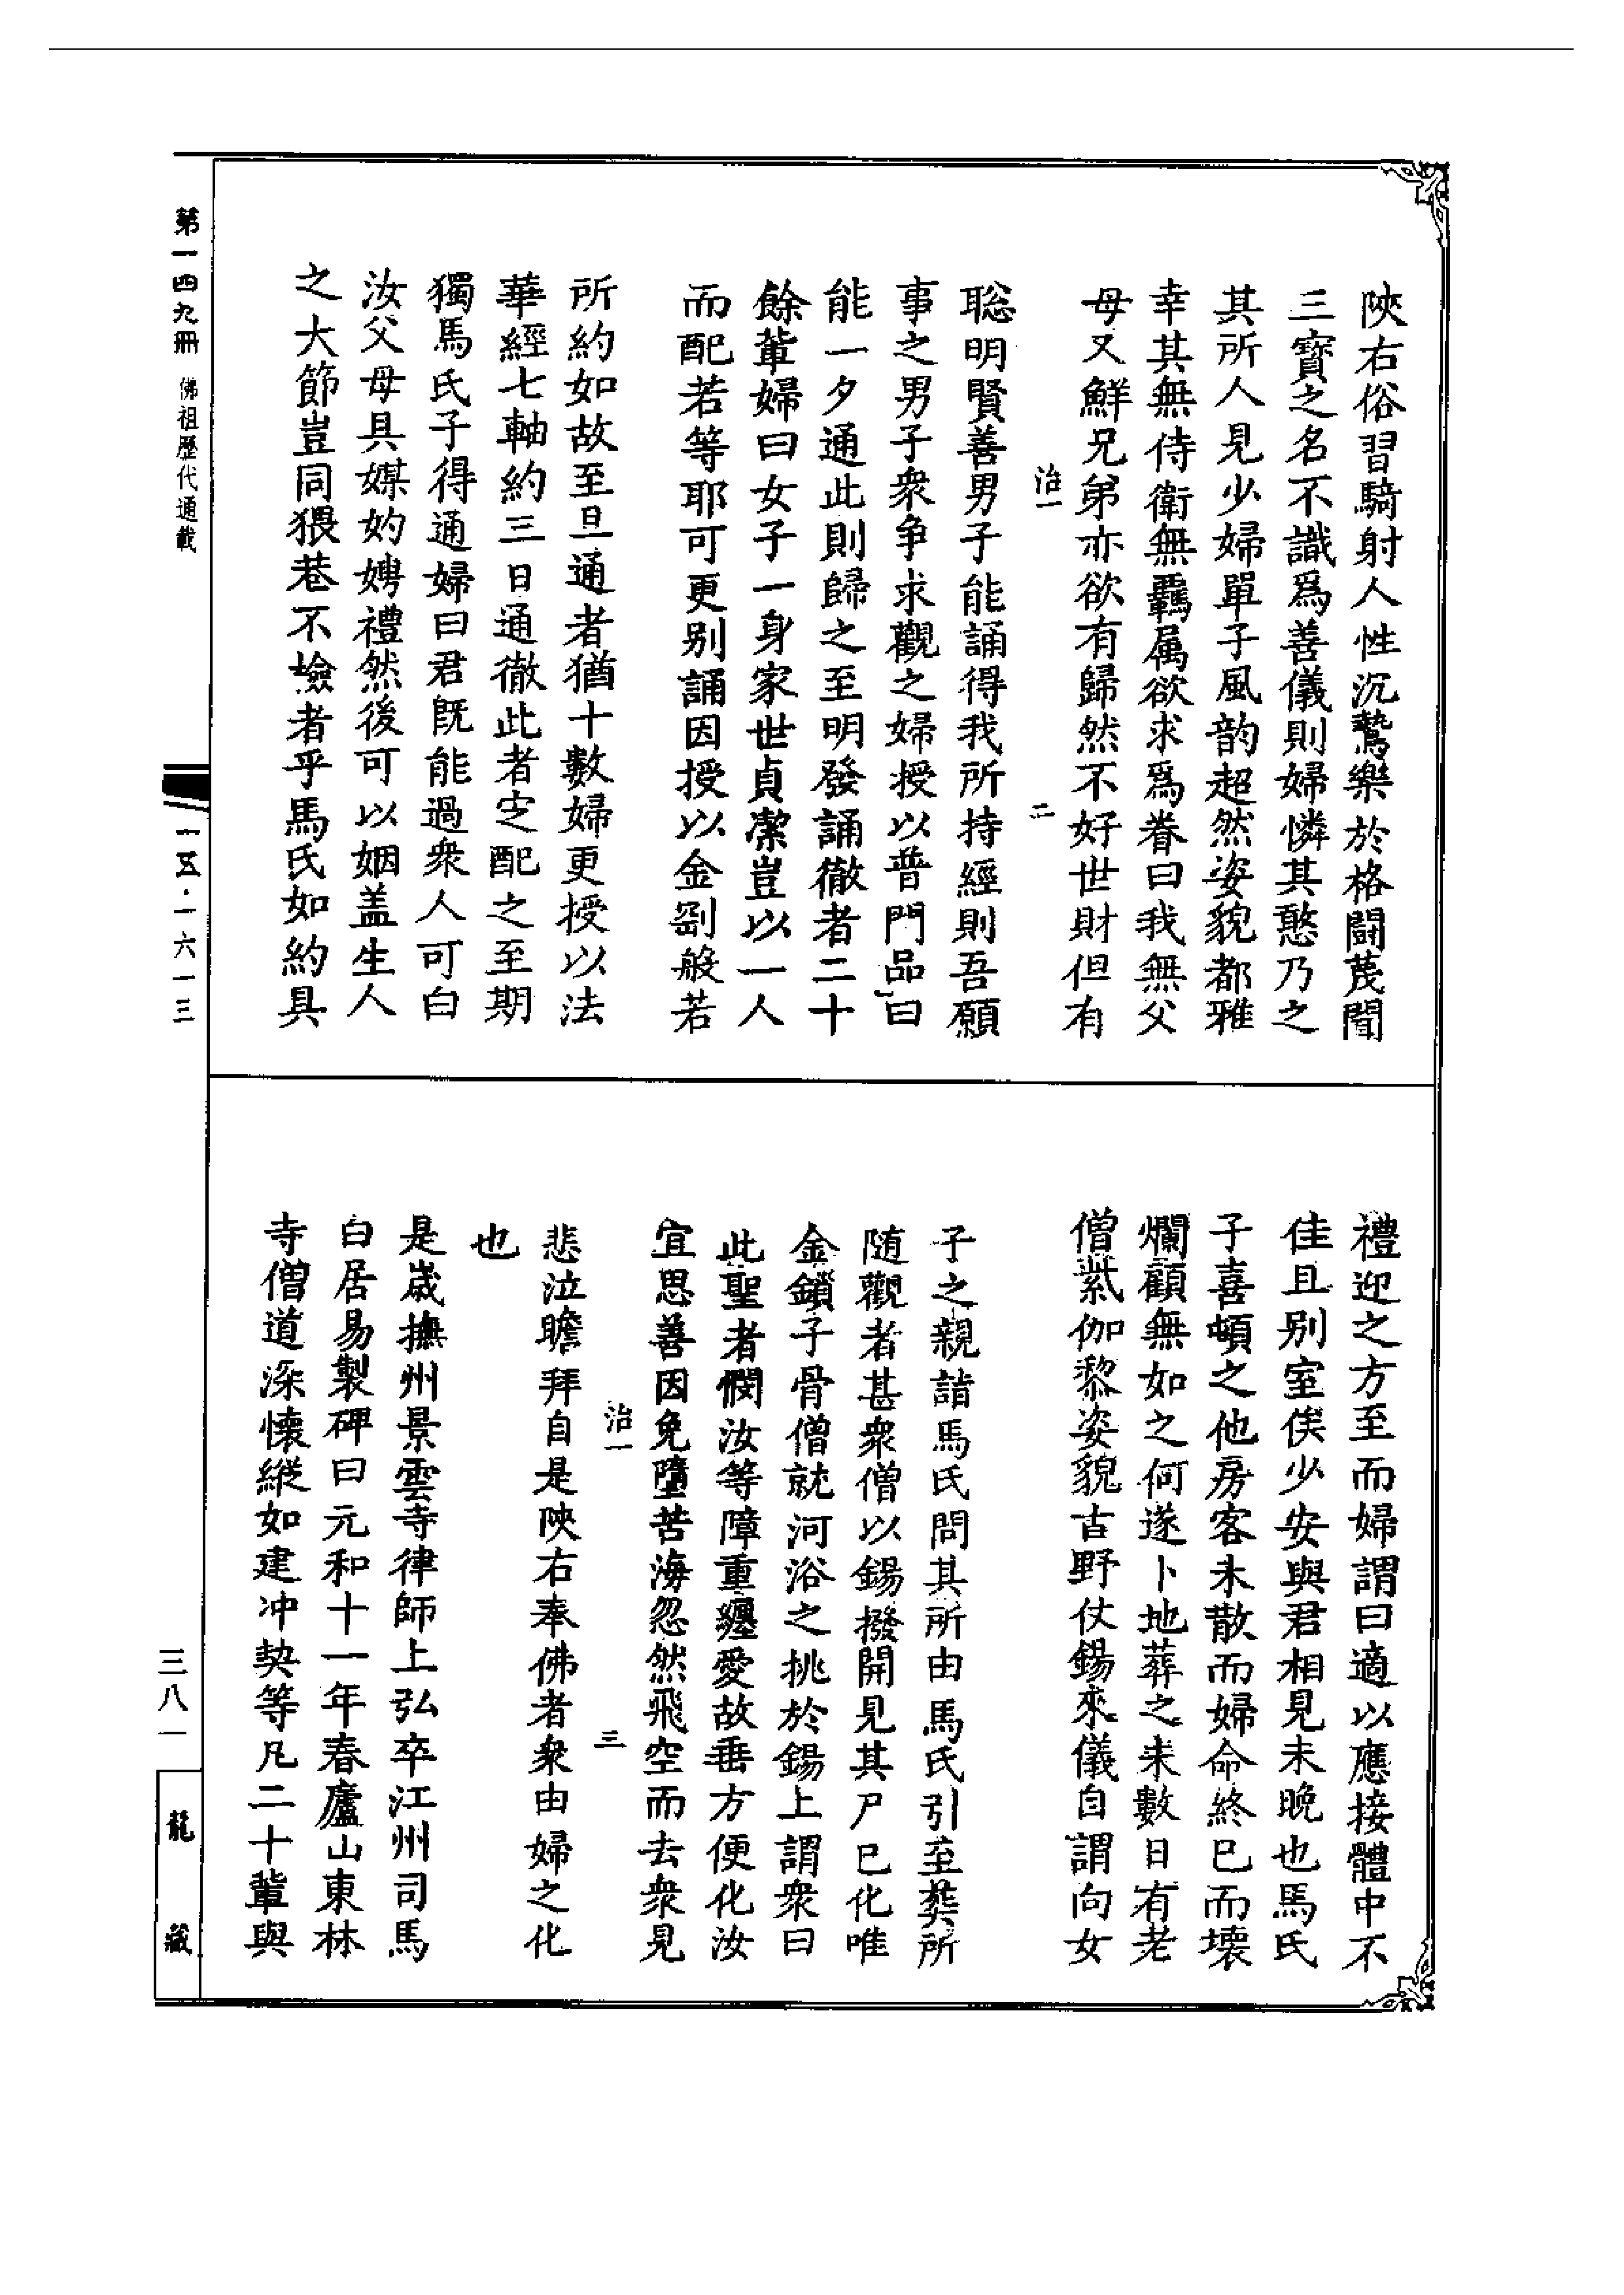 陝右俗習騎射人性沉鷙樂於格鬪蔑聞
三寶之名不識爲善儀則婦憐其憨乃之
其所人見少婦單子風韵超然姿貌都雅
幸其無侍衛無羈属欲求爲眷曰我無父
母又鮮兄弟亦欲有歸然不好世財但有
治一 二
聡明賢善男子能誦得我所持經則吾願
事之男子衆争求觀之婦授以普門品曰
能一夕通此則歸之至明發誦徹者二十
餘輩婦曰女子一身家世貞潔豈以一人
而配若等耶可更别誦因授以金剛般若
所約如故至旦通者猶十數婦更授以法
華經七軸約三日通徹此者定配之至期
獨馬氏子得通婦曰君既能過衆人可白
汝父母具媒妁娉禮然後可以姻盖生人
之大節豈同猥巷不撿者乎馬氏如約具
禮迎之方至而婦謂曰適以應接體中不
佳且别室俟少安與君相見未晚也馬氏
子喜頓之他房客未散而婦命終已而壞
爛顧無如之何遂卜地葬之未數日有老
僧紫伽黎姿貌古野仗錫來儀自謂向女
子之親詣馬氏問其所由馬氏引至葬所
随觀者甚衆僧以錫撥開見其尸已化唯
金鎖子骨僧就河浴之挑於錫上謂衆曰
此聖者憫汝等障重纏愛故垂方便化汝
宜思善因免墮苦海忽然飛空而去衆見
治一 三
悲泣瞻拜自是陝右奉佛者衆由婦之化
也
是嵗撫州景雲寺律師上弘卒江州司馬
白居易製碑曰元和十一年春廬山東林
寺僧道深懐縱如建冲契等凡二十輩與
第一四九冊 佛祖歷代通載
一五·一六一三
三八一
龍藏